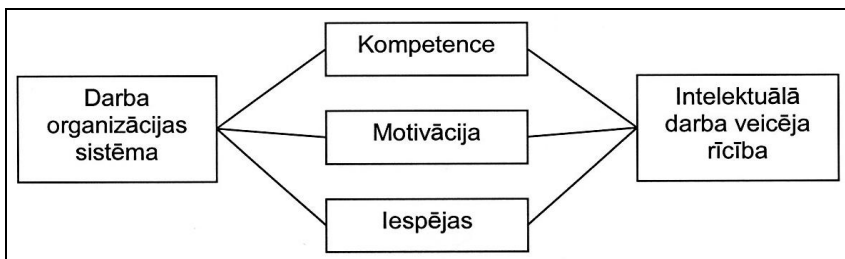 Kompetence
Darba
organizācijas
sistēma
Motivācija
Intelektuālā
darba veicēja
rīcība
Iespējas